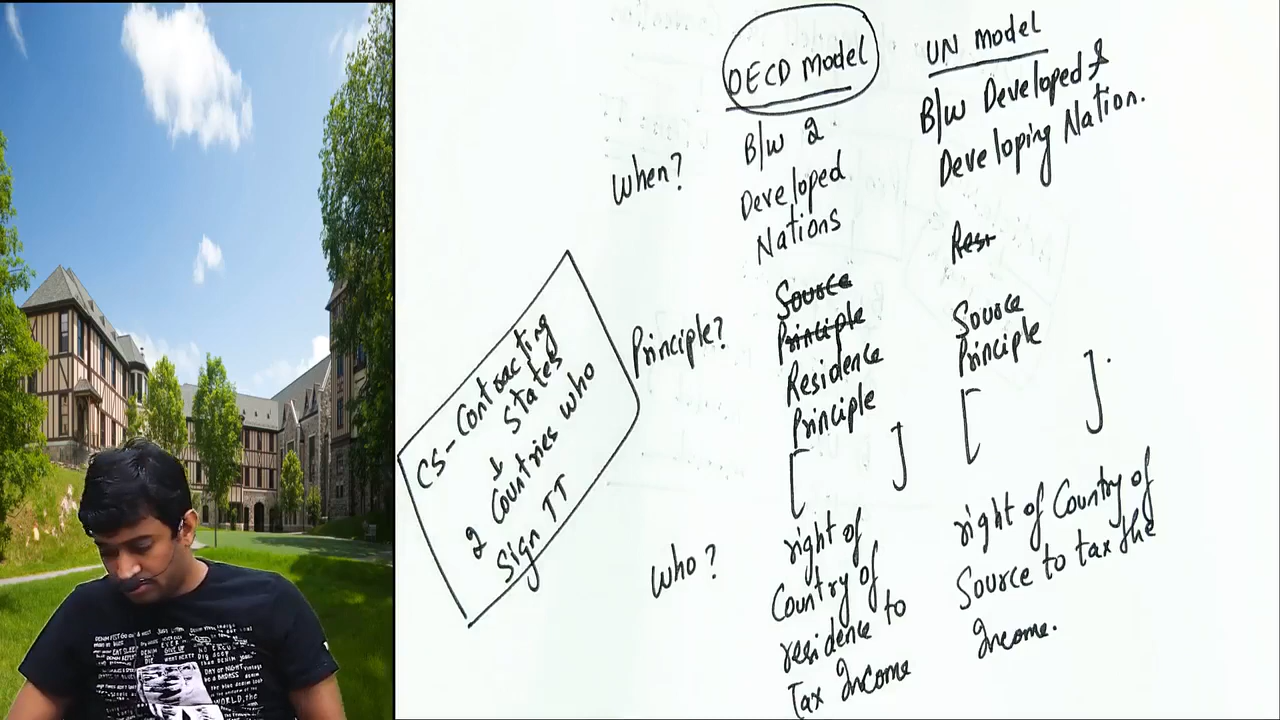 OECD Model
UN Model
When?
B/w 2
Developed
Nations
B/w Developed &
Developing Nation.
Resi
Principle?
Source
Principle
Residence
Principle
Source
Principle
[ ]
[ ].
CS - Contracting
States
↓
2 Countries who
Sign TT
Who?
right of
Country of
residence to
Tax Income
right of Country of
Source to tax the
Income.